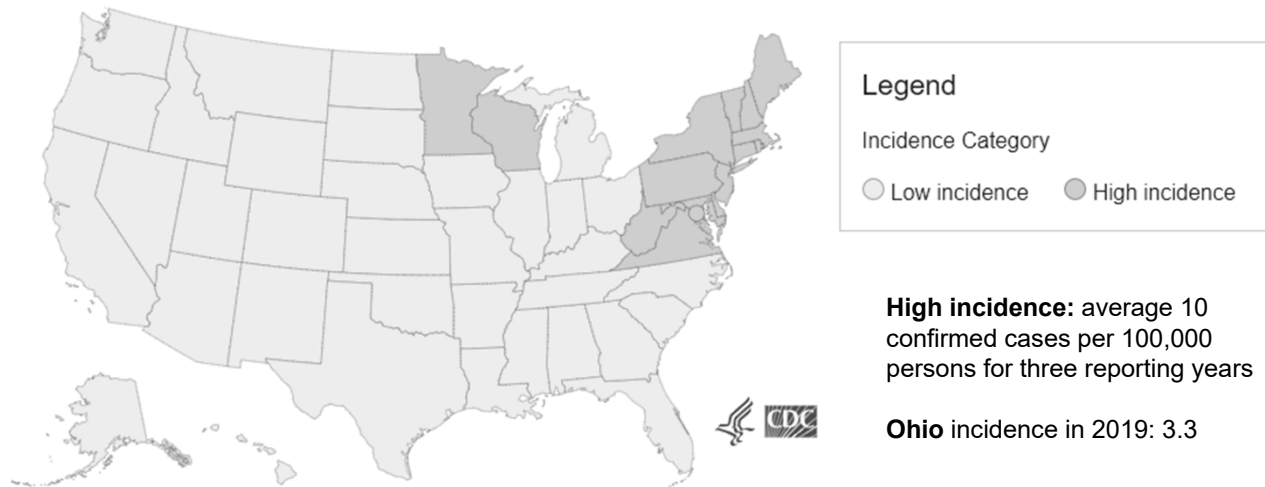 Legend
Incidence Category
Low incidence
High incidence
High incidence: average 10
confirmed cases per 100,000
persons for three reporting years
Ohio incidence in 2019: 3.3
CDC